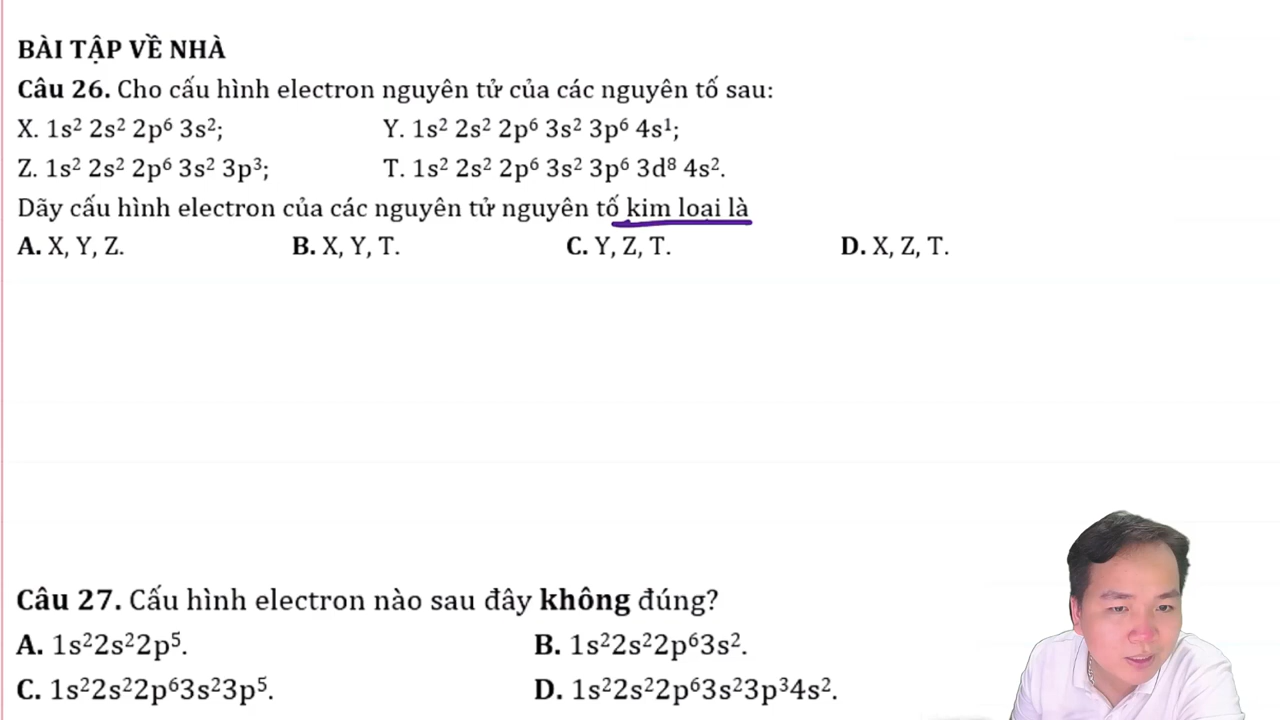 BÀI TẬP VỀ NHÀ
Câu 26. Cho cấu hình electron nguyên tử của các nguyên tố sau:
X. 1s² 2s² 2p⁶ 3s²; Y. 1s² 2s² 2p⁶ 3s² 3p⁶ 4s¹;
Z. 1s² 2s² 2p⁶ 3s² 3p³; T. 1s² 2s² 2p⁶ 3s² 3p⁶ 3d⁸ 4s².
Dãy cấu hình electron của các nguyên tử nguyên tố kim loại là
A. X, Y, Z. B. X, Y, T. C. Y, Z, T. D. X, Z, T.
Câu 27. Cấu hình electron nào sau đây không đúng?
A. 1s²2s²2p⁵. B. 1s²2s²2p⁶3s².
C. 1s²2s²2p⁶3s²3p⁵. D. 1s²2s²2p⁶3s²3p³4s².